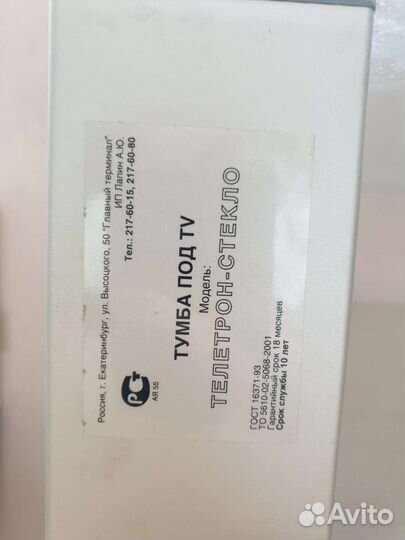 Россия, г. Екатеринбург, ул. Высоцкого, 50 "Главный терминал"
ИП Лапин А.Ю.
Тел.: 217-60-15, 217-60-80
РСт
АЯ 55
ТУМБА ПОД TV
Модель:
ТЕЛЕТРОН-СТЕКЛО
ГОСТ 16371-93
ТО 5610-02-5068-2001
Гарантийный срок 18 месяцев
Срок службы 10 лет
Avito